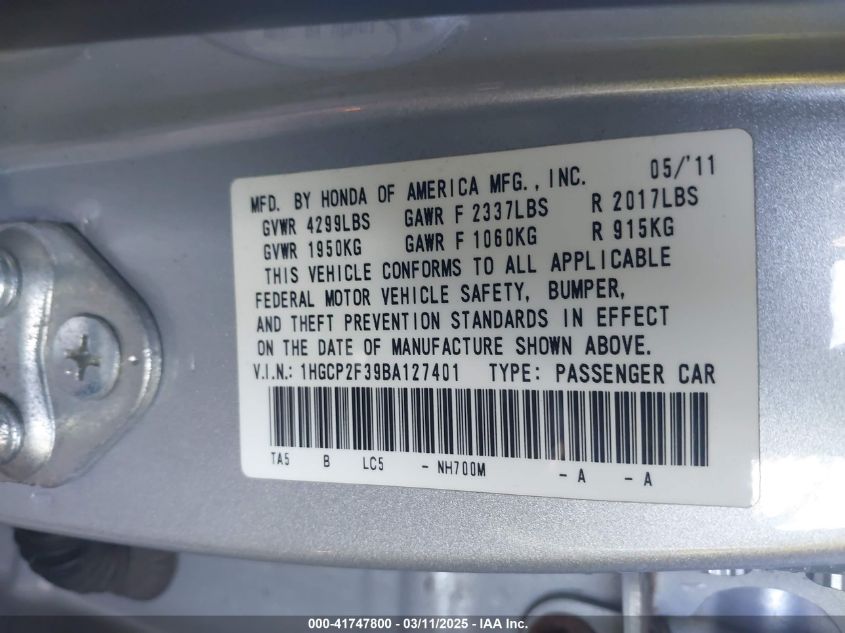 MFD. BY HONDA OF AMERICA MFG., INC. 05/'11
GVWR 4299LBS GAWR F 2337LBS R 2017LBS
GVWR 1950KG GAWR F 1060KG R 915KG
THIS VEHICLE CONFORMS TO ALL APPLICABLE
FEDERAL MOTOR VEHICLE SAFETY, BUMPER,
AND THEFT PREVENTION STANDARDS IN EFFECT
ON THE DATE OF MANUFACTURE SHOWN ABOVE.
V.I.N.: 1HGCP2F39BA127401 TYPE: PASSENGER CAR
TA5 B LC5 - NH700M - A - A
000-41747800 - 03/11/2025 - IAA Inc.